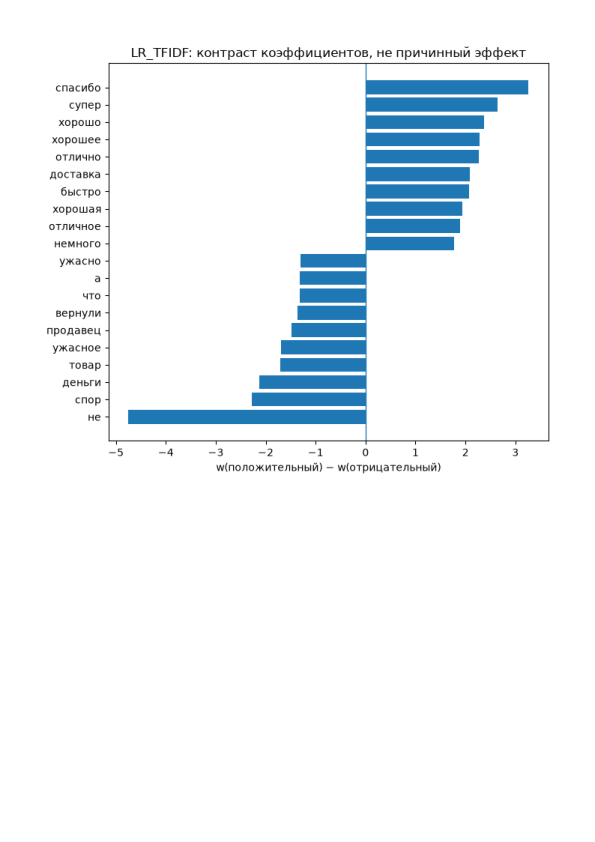 LR_TFIDF: контраст коэффициентов, не причинный эффект
спасибо
супер
хорошо
хорошее
отлично
доставка
быстро
хорошая
отличное
немного
ужасно
а
что
вернули
продавец
ужасное
товар
деньги
спор
не
−5 −4 −3 −2 −1 0 1 2 3
w(положительный) − w(отрицательный)